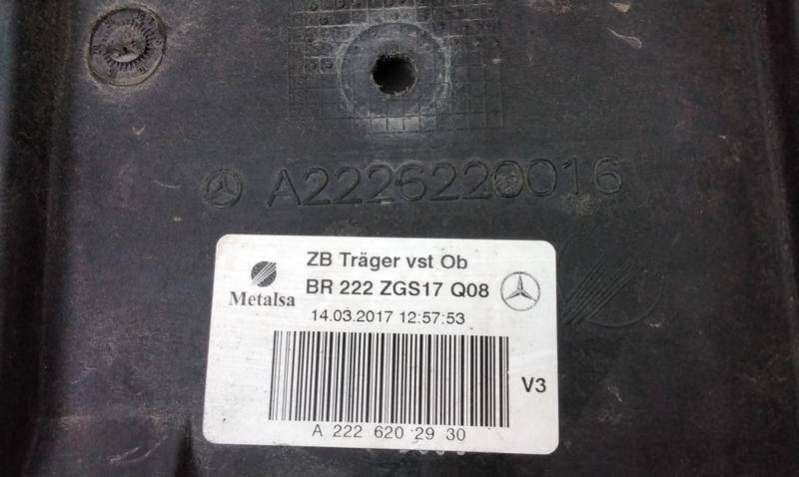 A2226220016
ZB Träger vst Ob
BR 222 ZGS17 Q08
Metalsa
14.03.2017 12:57:53
V3
A 222 620 29 30